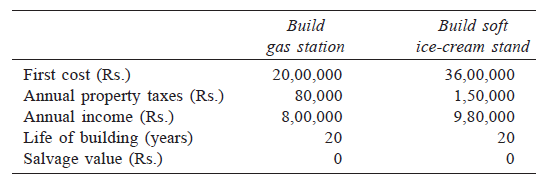 Build Build soft
gas station ice-cream stand
First cost (Rs.) 20,00,000 36,00,000
Annual property taxes (Rs.) 80,000 1,50,000
Annual income (Rs.) 8,00,000 9,80,000
Life of building (years) 20 20
Salvage value (Rs.) 0 0